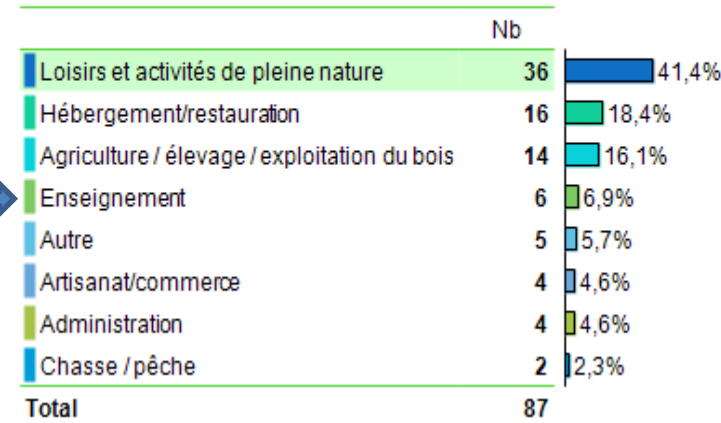 Nb
Loisirs et activités de pleine nature 36 41,4%
Hébergement/restauration 16 18,4%
Agriculture / élevage / exploitation du bois 14 16,1%
Enseignement 6 6,9%
Autre 5 5,7%
Artisanat/commerce 4 4,6%
Administration 4 4,6%
Chasse / pêche 2 2,3%
Total 87